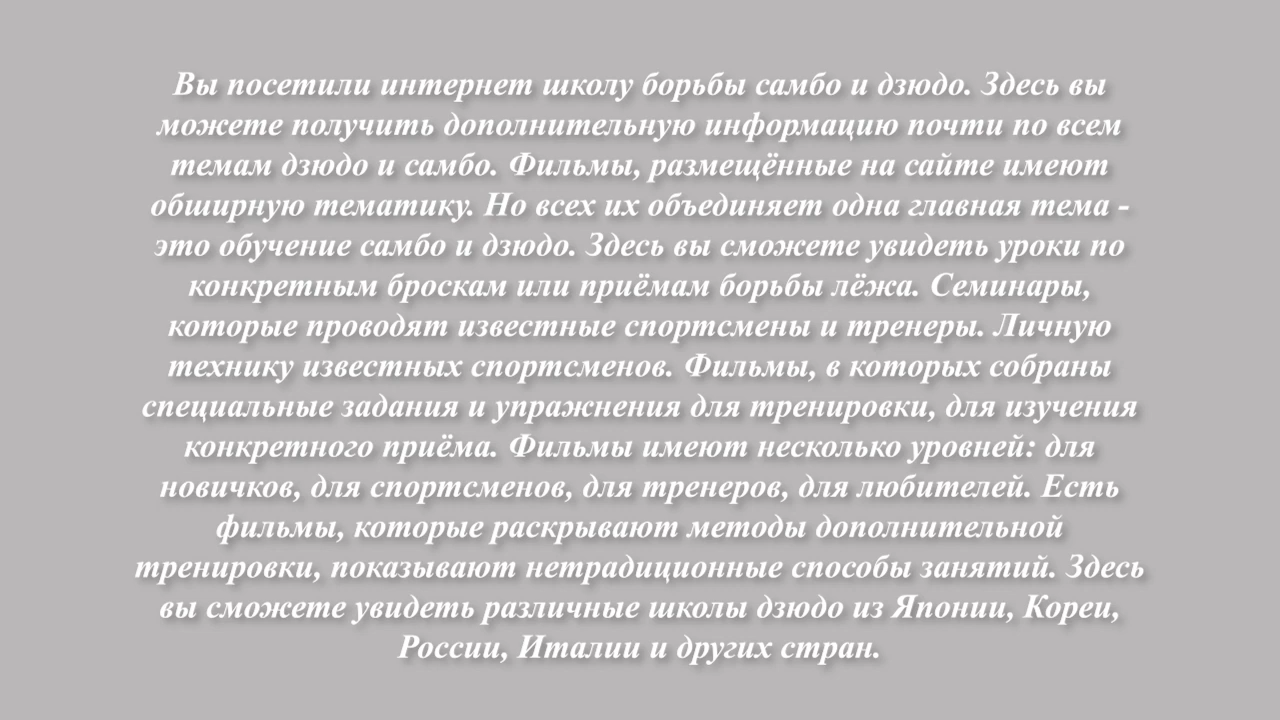 Вы посетили интернет школу борьбы самбо и дзюдо. Здесь вы
можете получить дополнительную информацию почти по всем
темам дзюдо и самбо. Фильмы, размещённые на сайте имеют
обширную тематику. Но всех их объединяет одна главная тема -
это обучение самбо и дзюдо. Здесь вы сможете увидеть уроки по
конкретным броскам или приёмам борьбы лёжа. Семинары,
которые проводят известные спортсмены и тренеры. Личную
технику известных спортсменов. Фильмы, в которых собраны
специальные задания и упражнения для тренировки, для изучения
конкретного приёма. Фильмы имеют несколько уровней: для
новичков, для спортсменов, для тренеров, для любителей. Есть
фильмы, которые раскрывают методы дополнительной
тренировки, показывают нетрадиционные способы занятий. Здесь
вы сможете увидеть различные школы дзюдо из Японии, Кореи,
России, Италии и других стран.